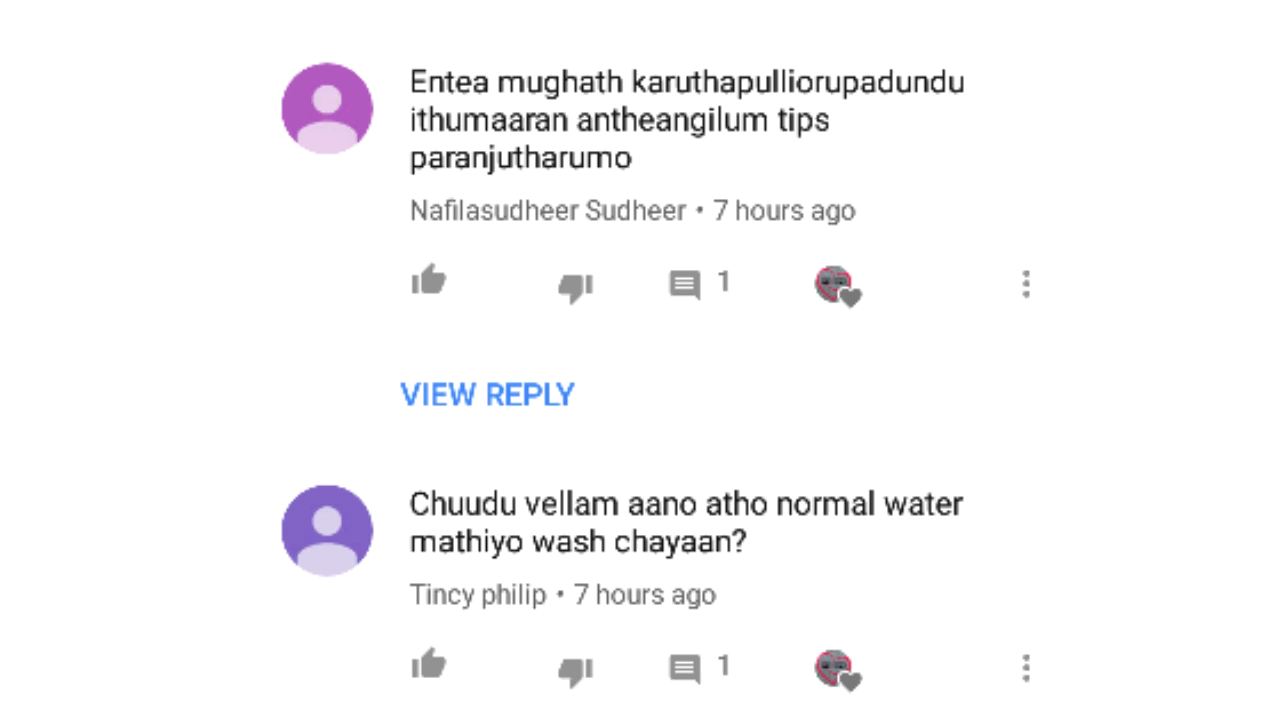 Entea mughath karuthapulliorupadundu
ithumaaran antheangilum tips
paranjutharumo
Nafilasudheer Sudheer • 7 hours ago
1
VIEW REPLY
Chuudu vellam aano atho normal water
mathiyo wash chayaan?
Tincy philip • 7 hours ago
1